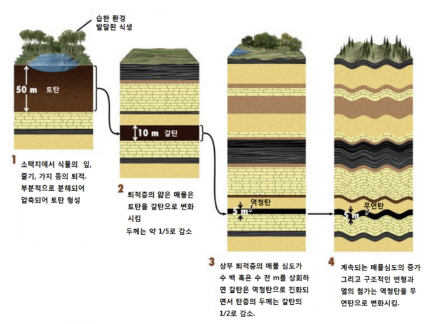 습한 환경
발달된 식생
50 m 토탄
10 m 갈탄
역청탄
5 m
무연탄
5 m
1 소택지에서 식물의 잎,
줄기, 가지 등의 퇴적.
부분적으로 분해되어
압축되어 토탄 형성
2 퇴적층의 얇은 매몰은
토탄을 갈탄으로 변화
시킴
두께는 약 1/5로 감소
3 상부 퇴적층의 매몰 심도가
수 백 혹은 수 천 m를 상회하
면 갈탄은 역청탄으로 진화되
면서 탄층의 두께는 갈탄의
1/2로 감소.
4 계속되는 매몰심도의 증가
그리고 구조적인 변형과
열의 첨가는 역청탄을 무
연탄으로 변화시킴.